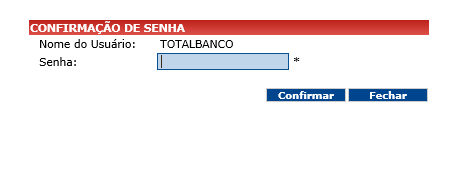 CONFIRMAÇÃO DE SENHA
Nome do Usuário: TOTALBANCO
Senha: *
Confirmar Fechar